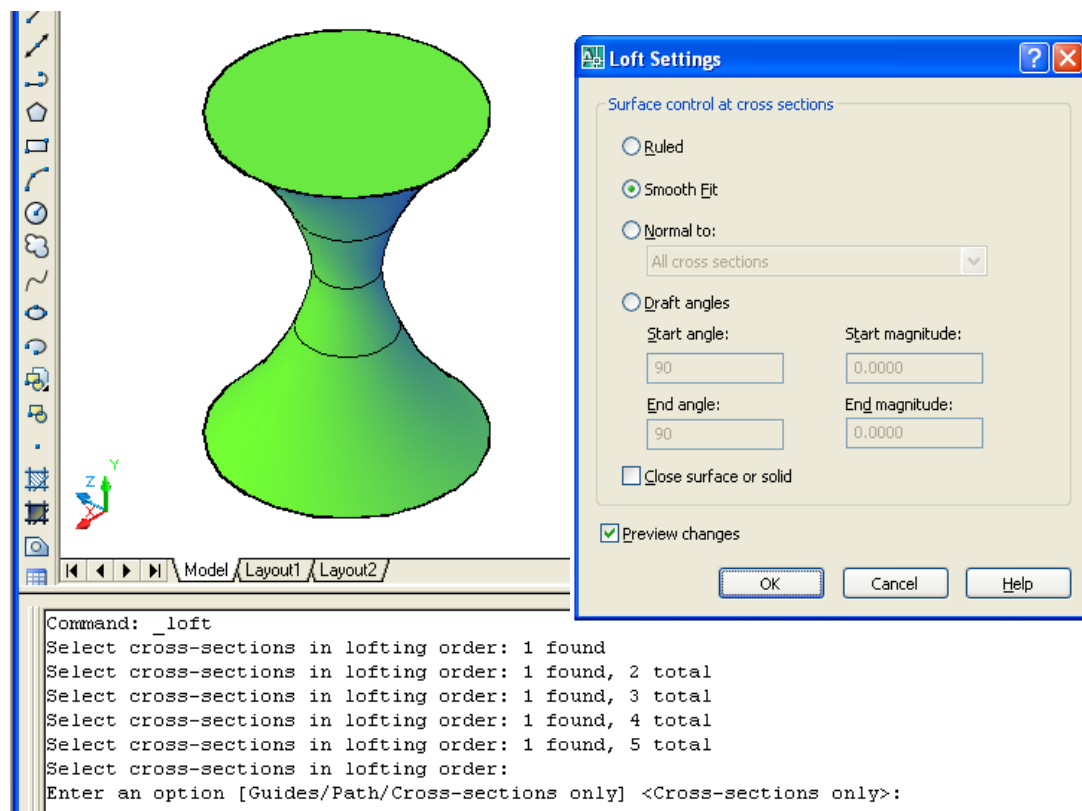 Loft Settings
Surface control at cross sections
Ruled
Smooth Fit
Normal to:
All cross sections
Draft angles
Start angle: Start magnitude:
90 0.0000
End angle: End magnitude:
90 0.0000
Close surface or solid
Preview changes
OK Cancel Help
Z Y
X
Model Layout1 Layout2
Command: _loft
Select cross-sections in lofting order: 1 found
Select cross-sections in lofting order: 1 found, 2 total
Select cross-sections in lofting order: 1 found, 3 total
Select cross-sections in lofting order: 1 found, 4 total
Select cross-sections in lofting order: 1 found, 5 total
Select cross-sections in lofting order:
Enter an option [Guides/Path/Cross-sections only] <Cross-sections only>: